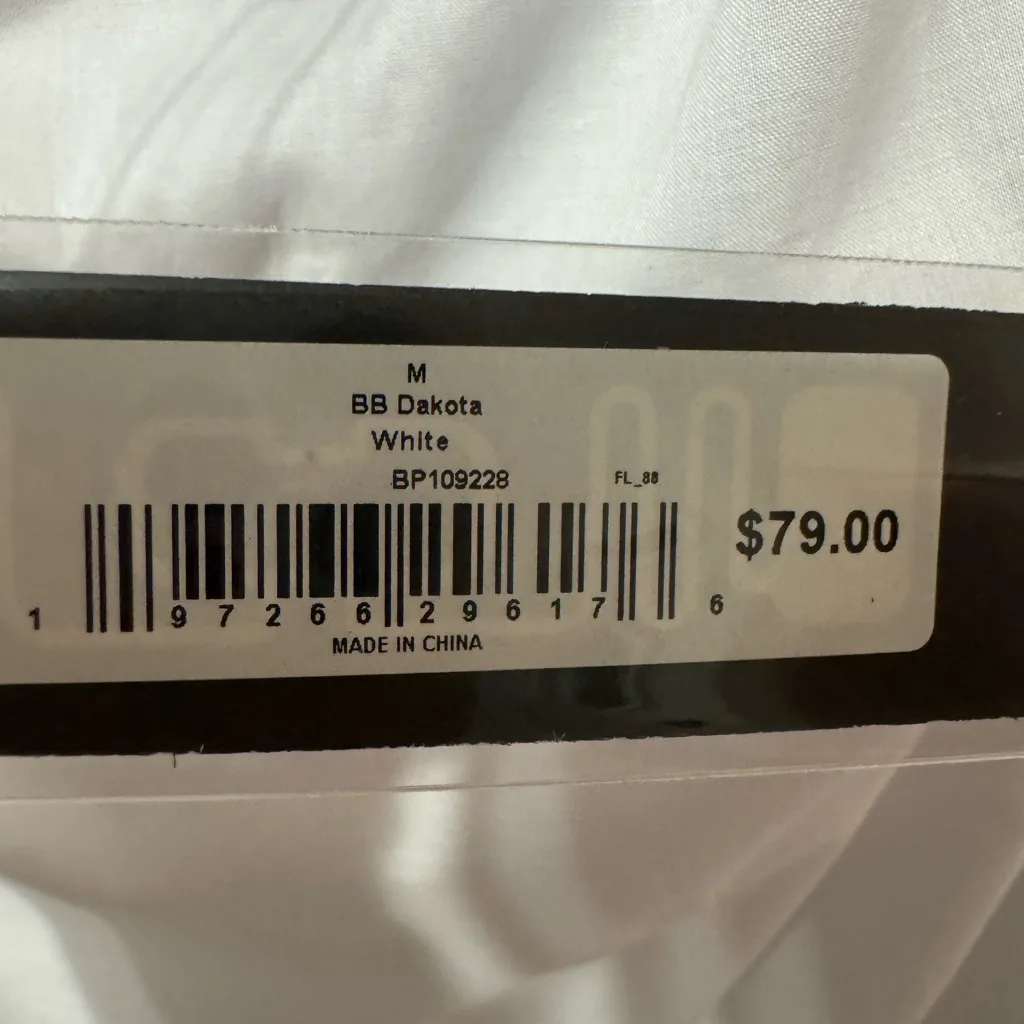 M
BB Dakota
White
BP109228 FL_88
$79.00
1 97266 29617 6
MADE IN CHINA